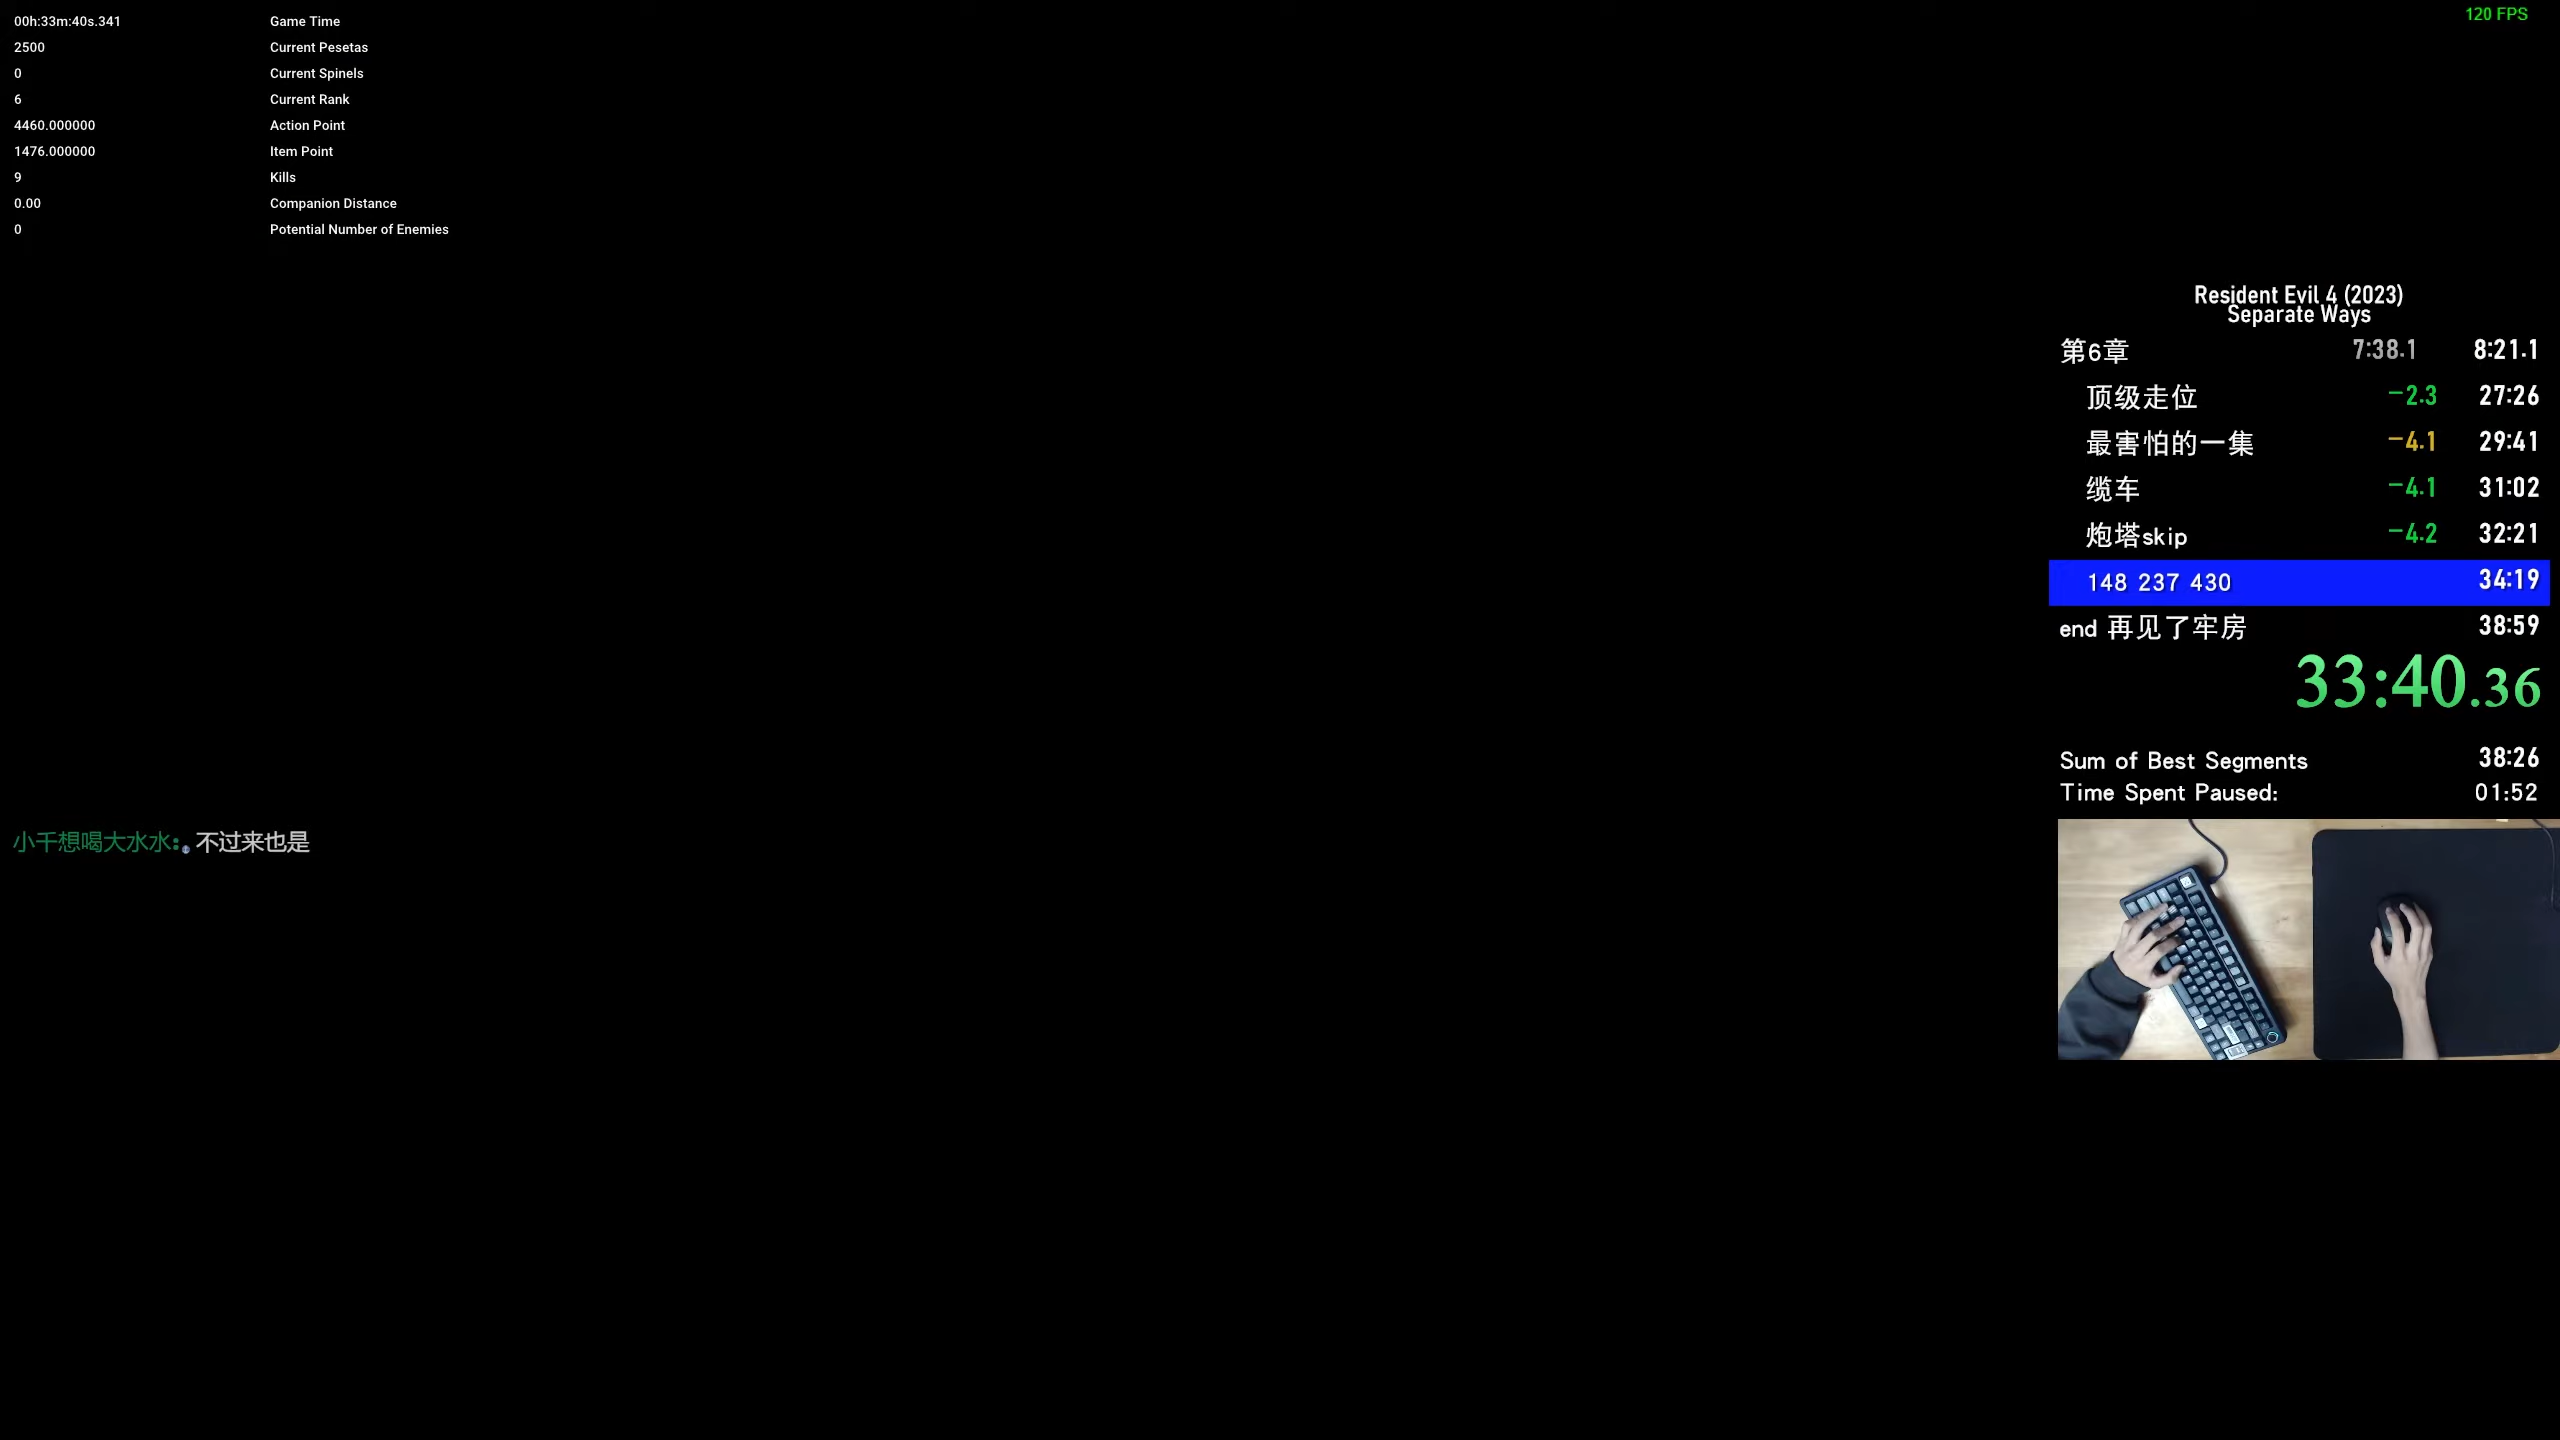 00h:33m:40s.341 Game Time
2500 Current Pesetas
0 Current Spinels
6 Current Rank
4460.000000 Action Point
1476.000000 Item Point
9 Kills
0.00 Companion Distance
0 Potential Number of Enemies
120 FPS
Resident Evil 4 (2023)
Separate Ways
第6章 7:38.1 8:21.1
顶级走位 −2.3 27:26
最害怕的一集 −4.1 29:41
缆车 −4.1 31:02
炮塔skip −4.2 32:21
148 237 430 34:19
end 再见了牢房 38:59
33:40.36
Sum of Best Segments 38:26
Time Spent Paused: 01:52
小千想喝大水水: 不过来也是